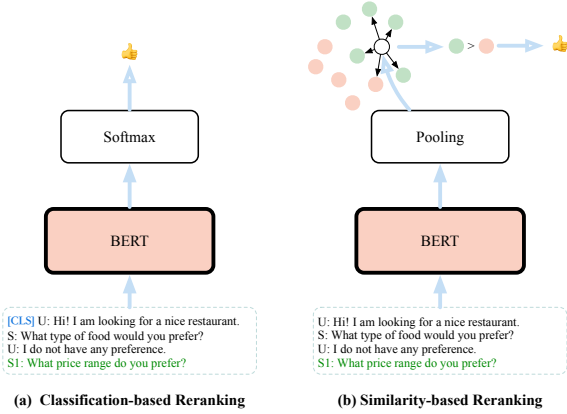 👍
> 👍
Softmax
Pooling
BERT
BERT
[CLS] U: Hi! I am looking for a nice restaurant.
S: What type of food would you prefer?
U: I do not have any preference.
S1: What price range do you prefer?
U: Hi! I am looking for a nice restaurant.
S: What type of food would you prefer?
U: I do not have any preference.
S1: What price range do you prefer?
(a) Classification-based Reranking
(b) Similarity-based Reranking